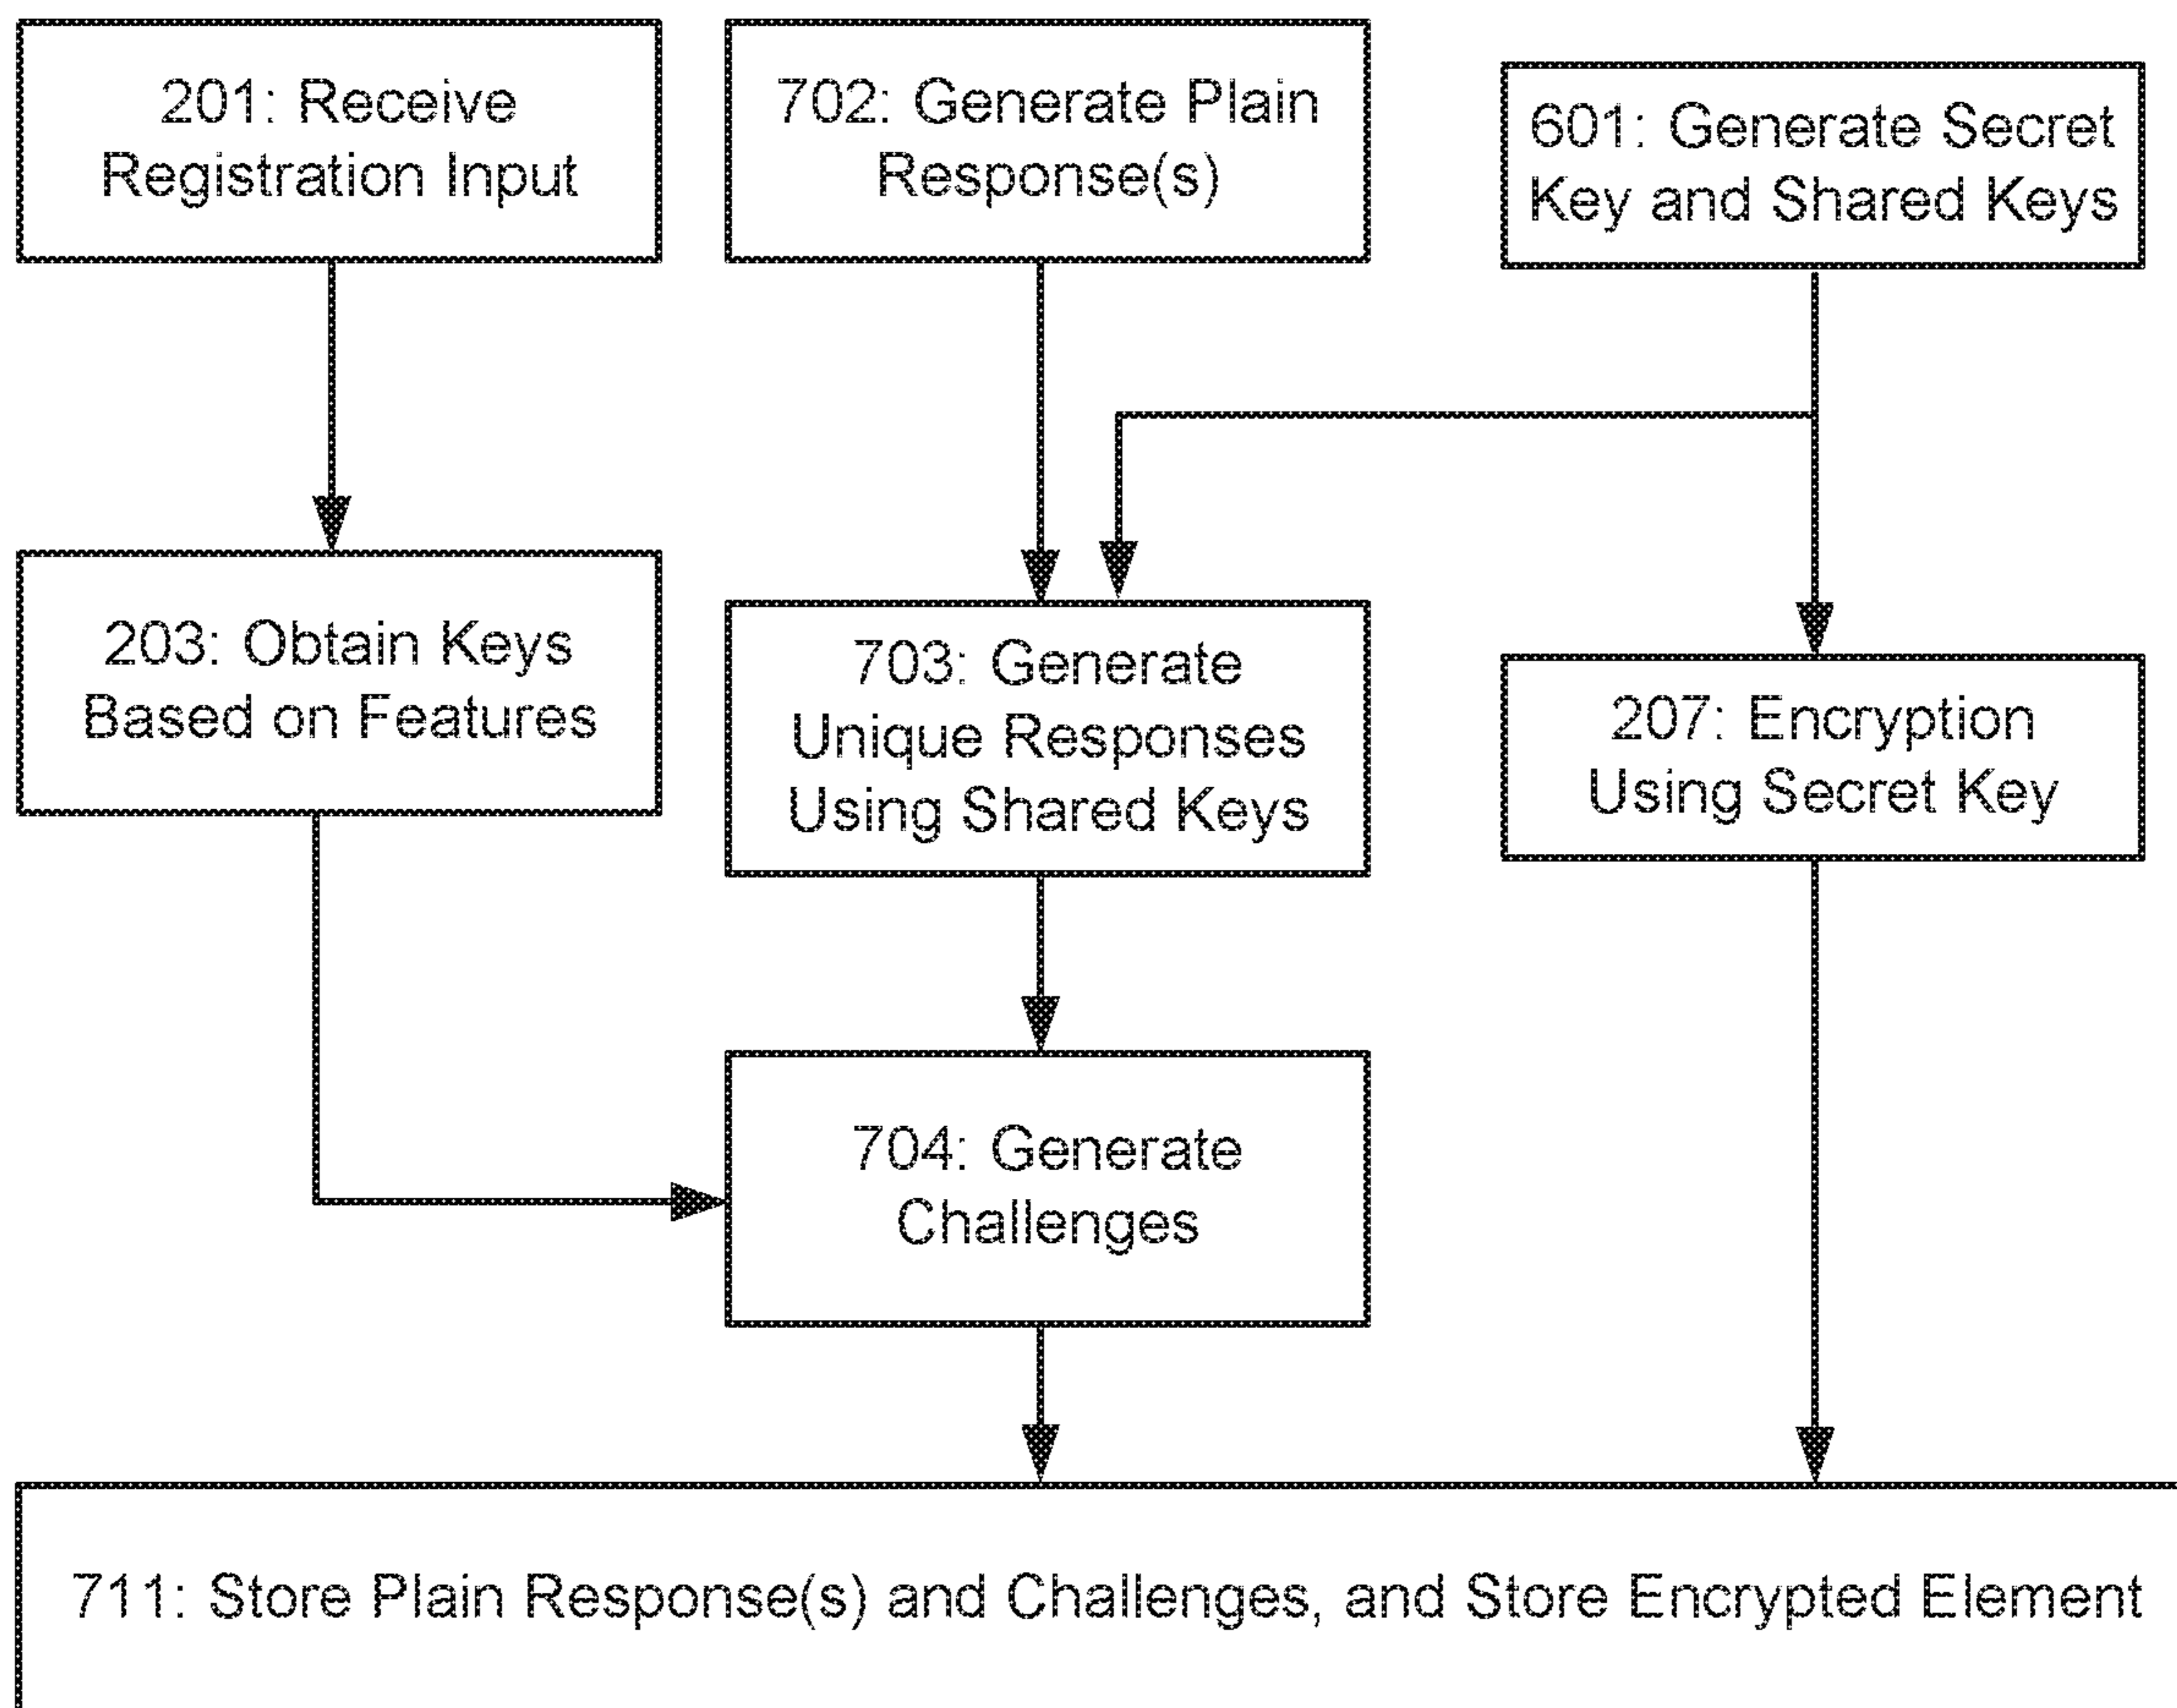 201: Receive
Registration Input
702: Generate Plain
Response(s)
601: Generate Secret
Key and Shared Keys
203: Obtain Keys
Based on Features
703: Generate
Unique Responses
Using Shared Keys
207: Encryption
Using Secret Key
704: Generate
Challenges
711: Store Plain Response(s) and Challenges, and Store Encrypted Element